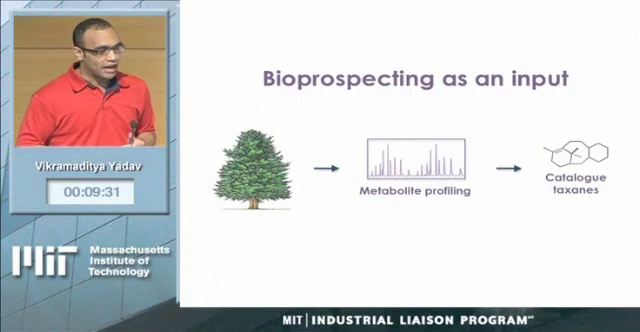 Bioprospecting as an input
Metabolite profiling
Catalogue
taxanes
Vikramaditya Yadav
00:09:31
MIT
Massachusetts
Institute of
Technology
MIT | INDUSTRIAL LIAISON PROGRAM™